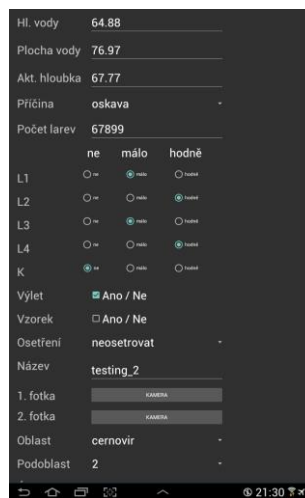 Hl. vody 64.88
Plocha vody 76.97
Akt. hloubka 67.77
Příčina oskava
Počet larev 67899
ne málo hodně
L1 ne málo hodně
L2 ne málo hodně
L3 ne málo hodně
L4 ne málo hodně
K ne málo hodně
Výlet Ano / Ne
Vzorek Ano / Ne
Osetření neosetrovat
Název testing_2
1. fotka KAMERA
2. fotka KAMERA
Oblast cernovir
Podoblast 2
21:30